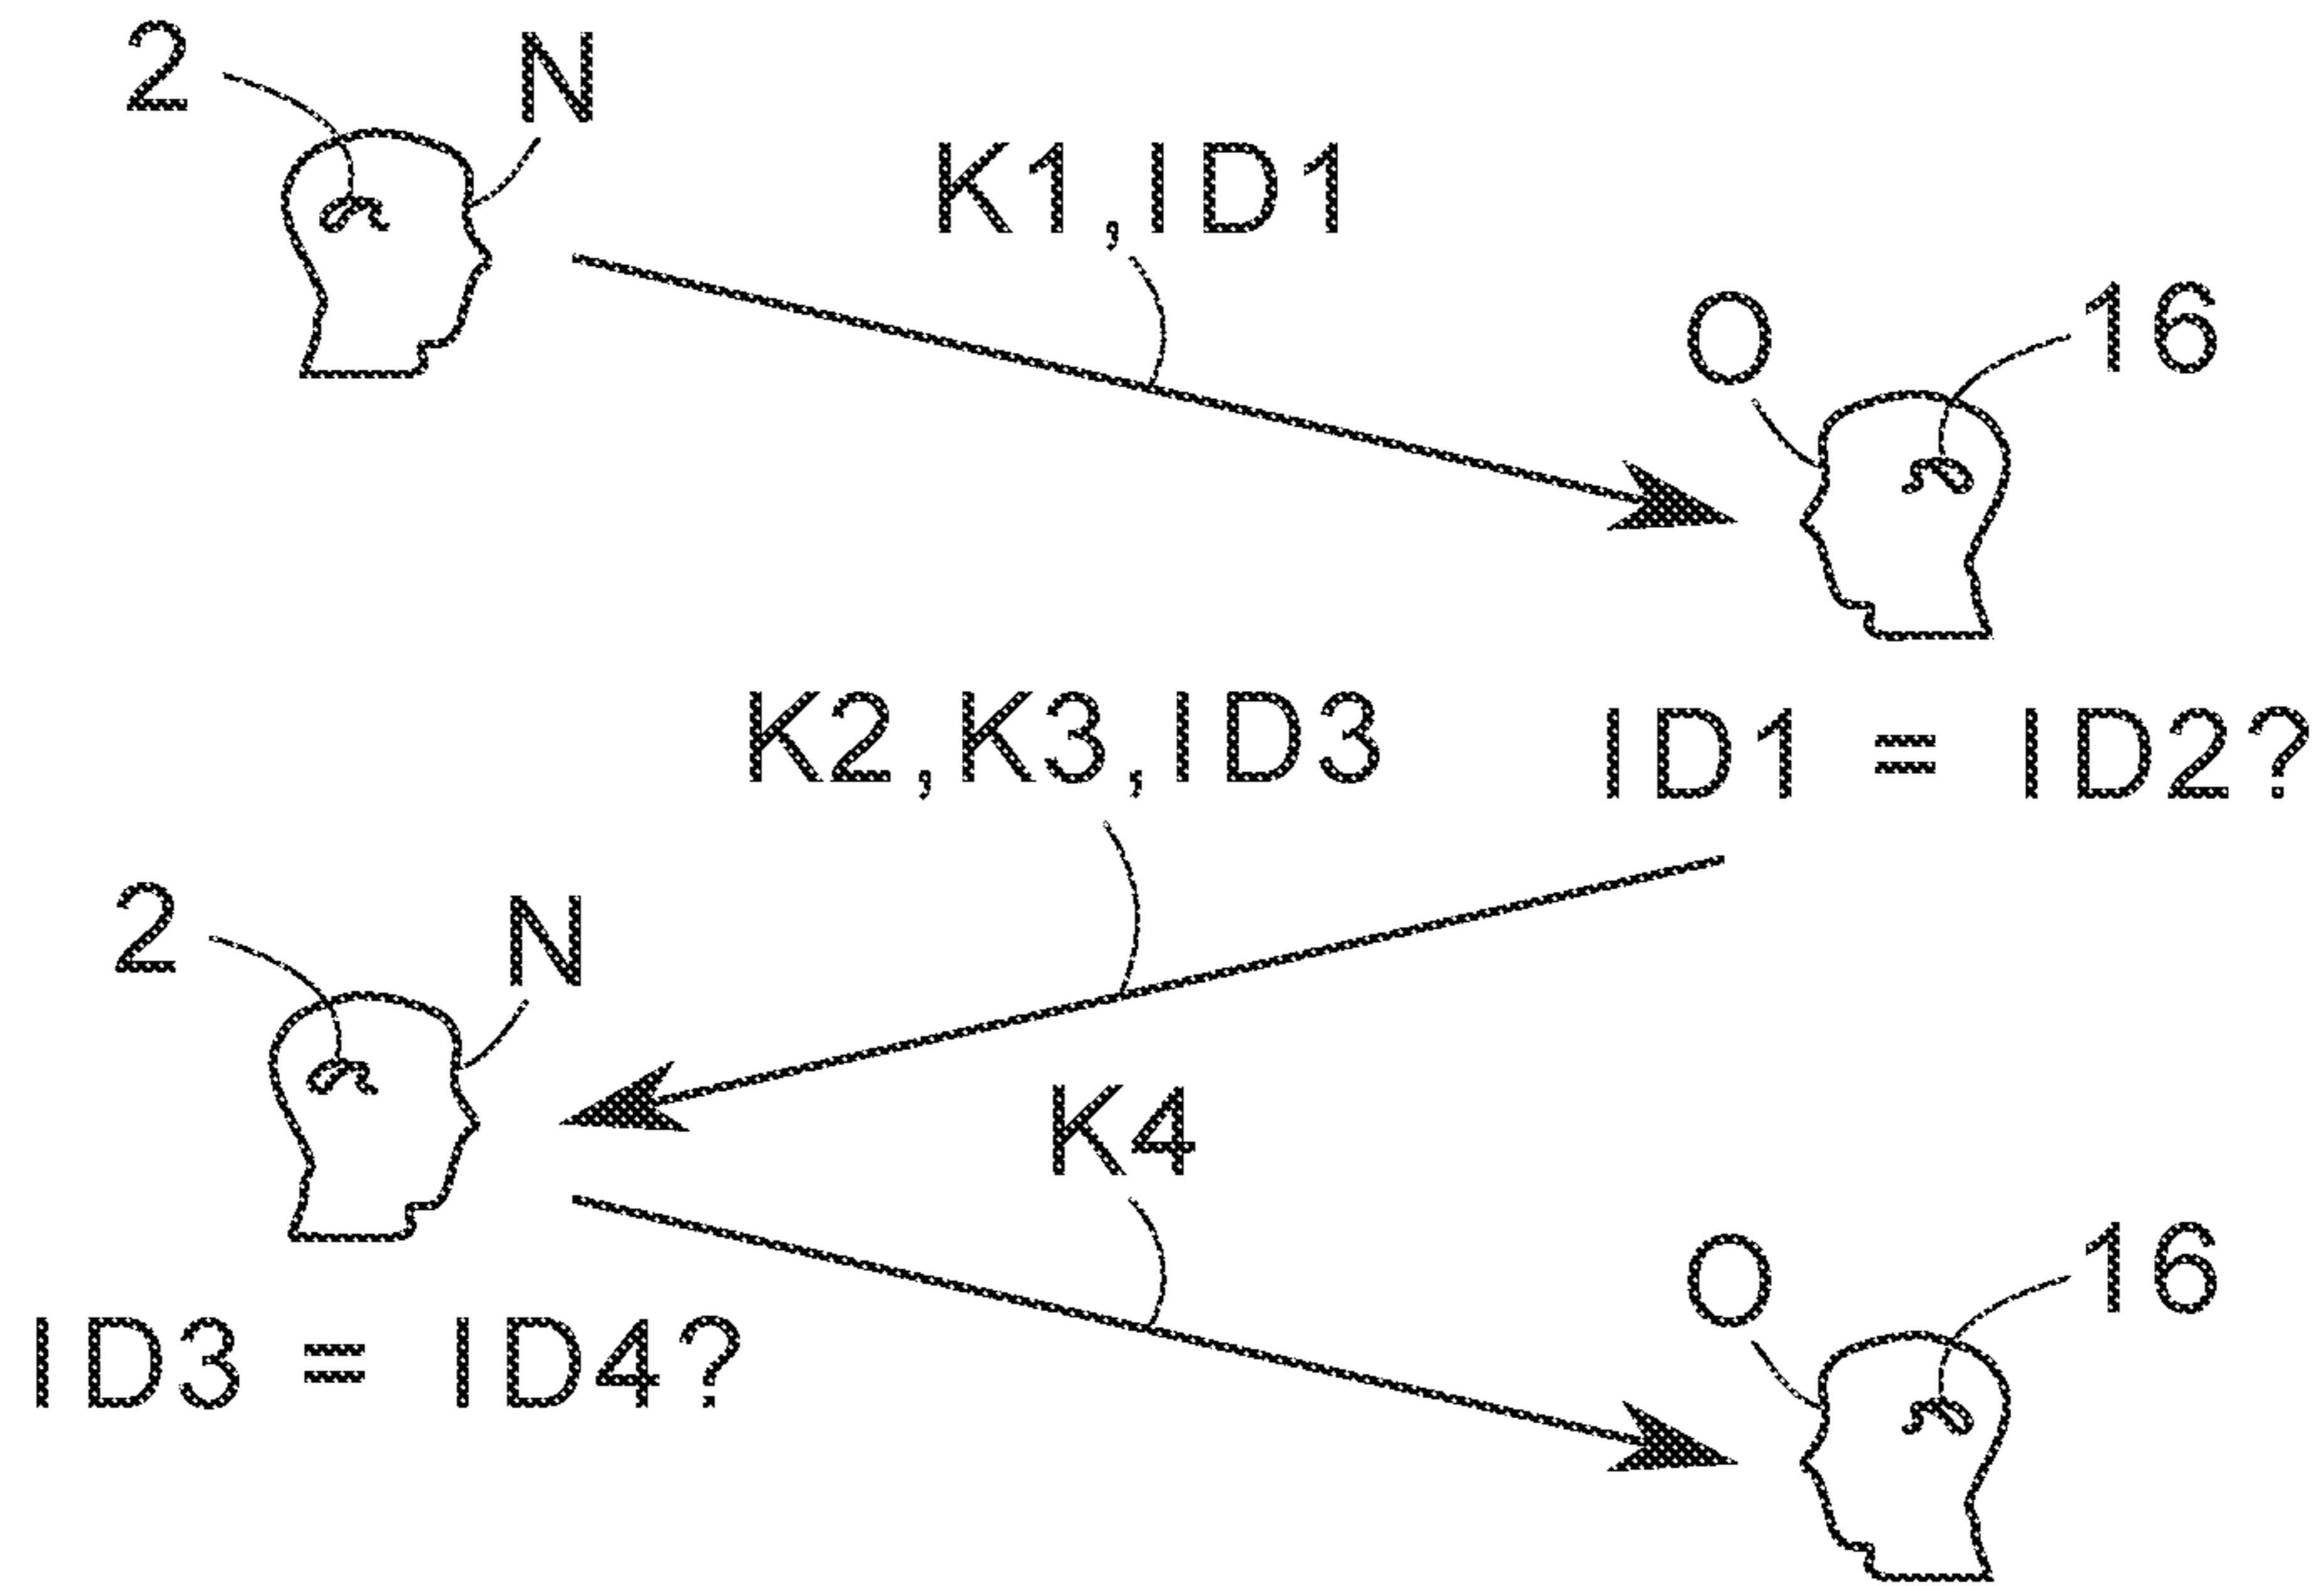 2
N
K1,ID1
O
16
K2,K3,ID3
ID1 = ID2?
2
N
K4
O
16
ID3 = ID4?